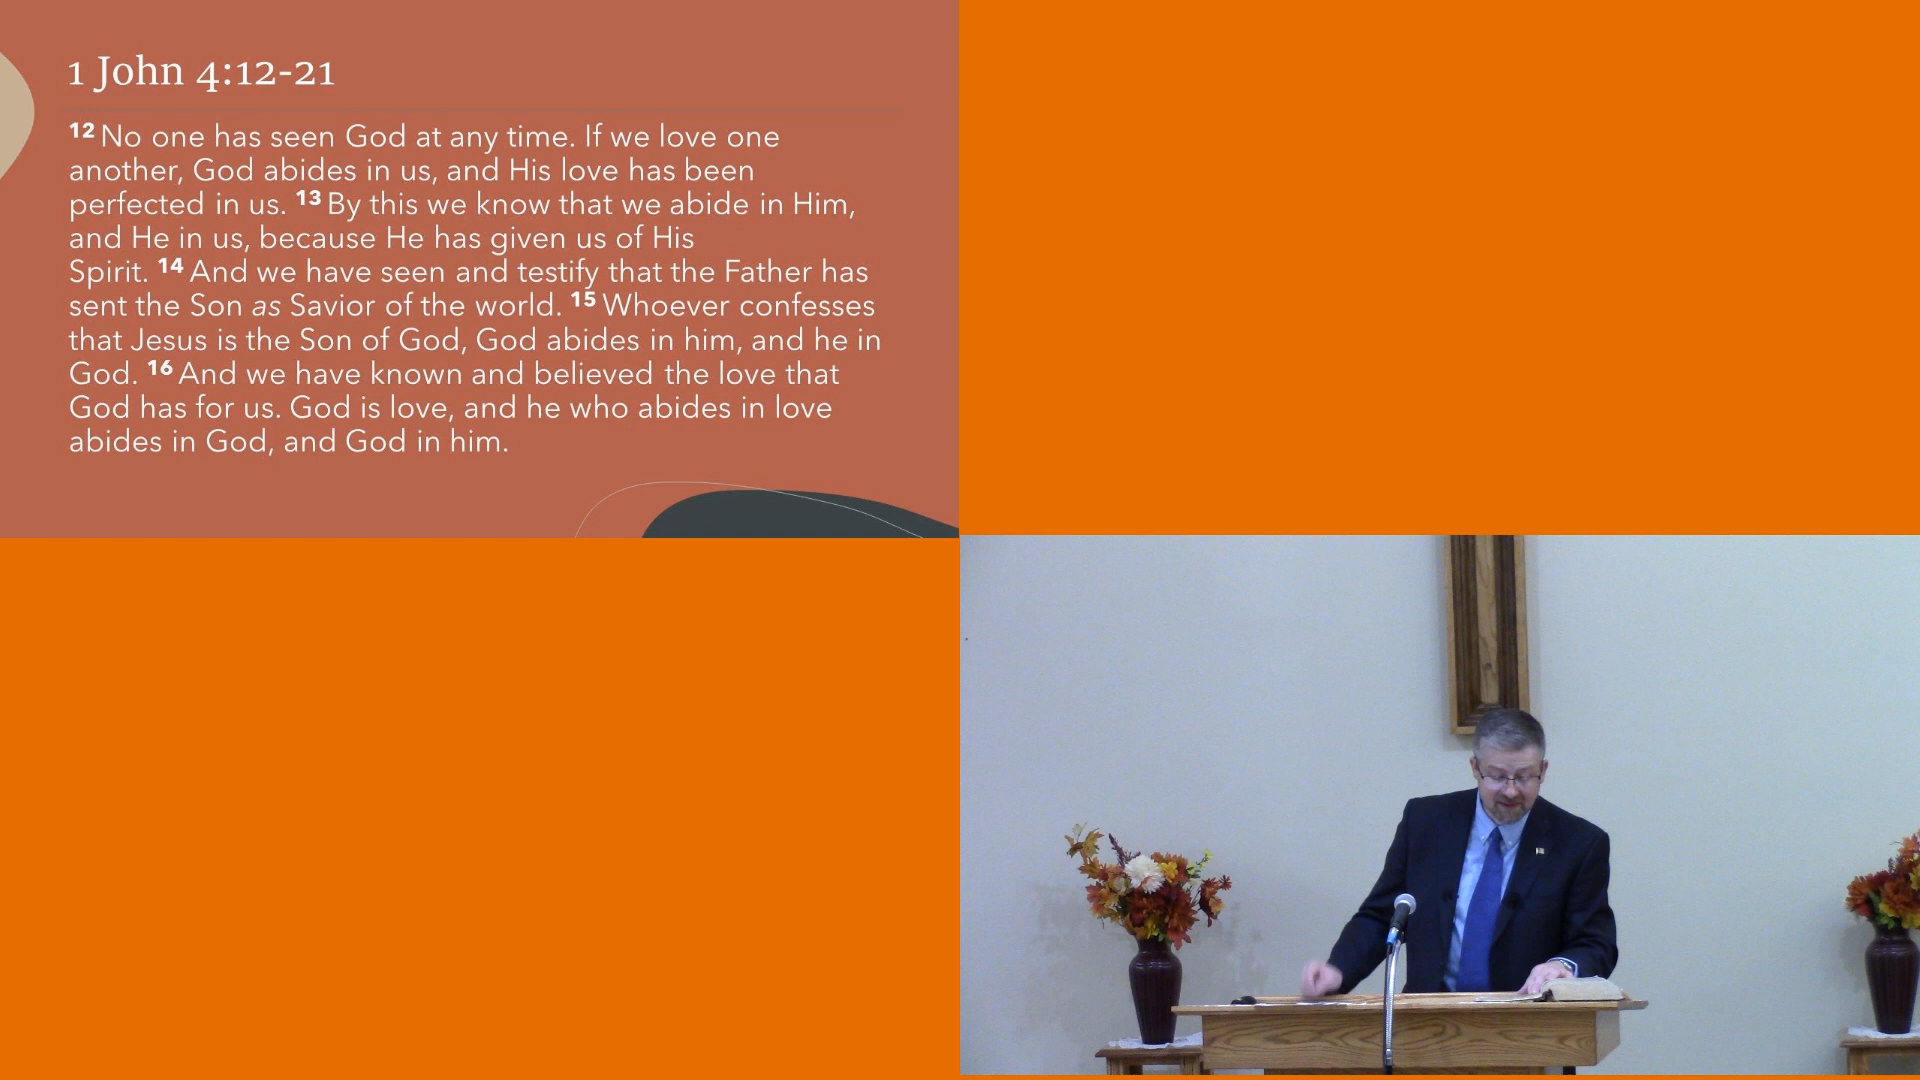 1 John 4:12-21
12 No one has seen God at any time. If we love one
another, God abides in us, and His love has been
perfected in us. 13 By this we know that we abide in Him,
and He in us, because He has given us of His
Spirit. 14 And we have seen and testify that the Father has
sent the Son as Savior of the world. 15 Whoever confesses
that Jesus is the Son of God, God abides in him, and he in
God. 16 And we have known and believed the love that
God has for us. God is love, and he who abides in love
abides in God, and God in him.